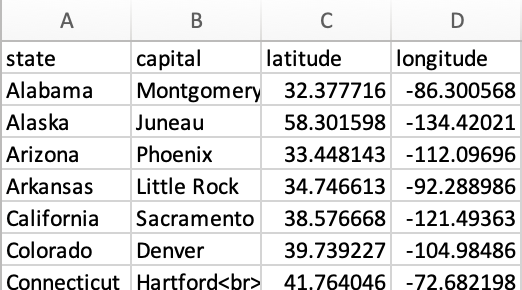 A B C D
state capital latitude longitude
Alabama Montgomery 32.377716 -86.300568
Alaska Juneau 58.301598 -134.42021
Arizona Phoenix 33.448143 -112.09696
Arkansas Little Rock 34.746613 -92.288986
California Sacramento 38.576668 -121.49363
Colorado Denver 39.739227 -104.98486
Connecticut Hartford<br> 41.764046 -72.682198